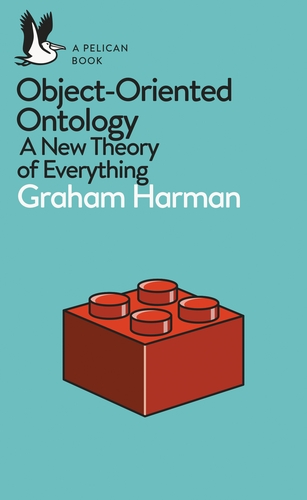 A PELICAN
BOOK
Object-Oriented
Ontology
A New Theory
of Everything
Graham Harman